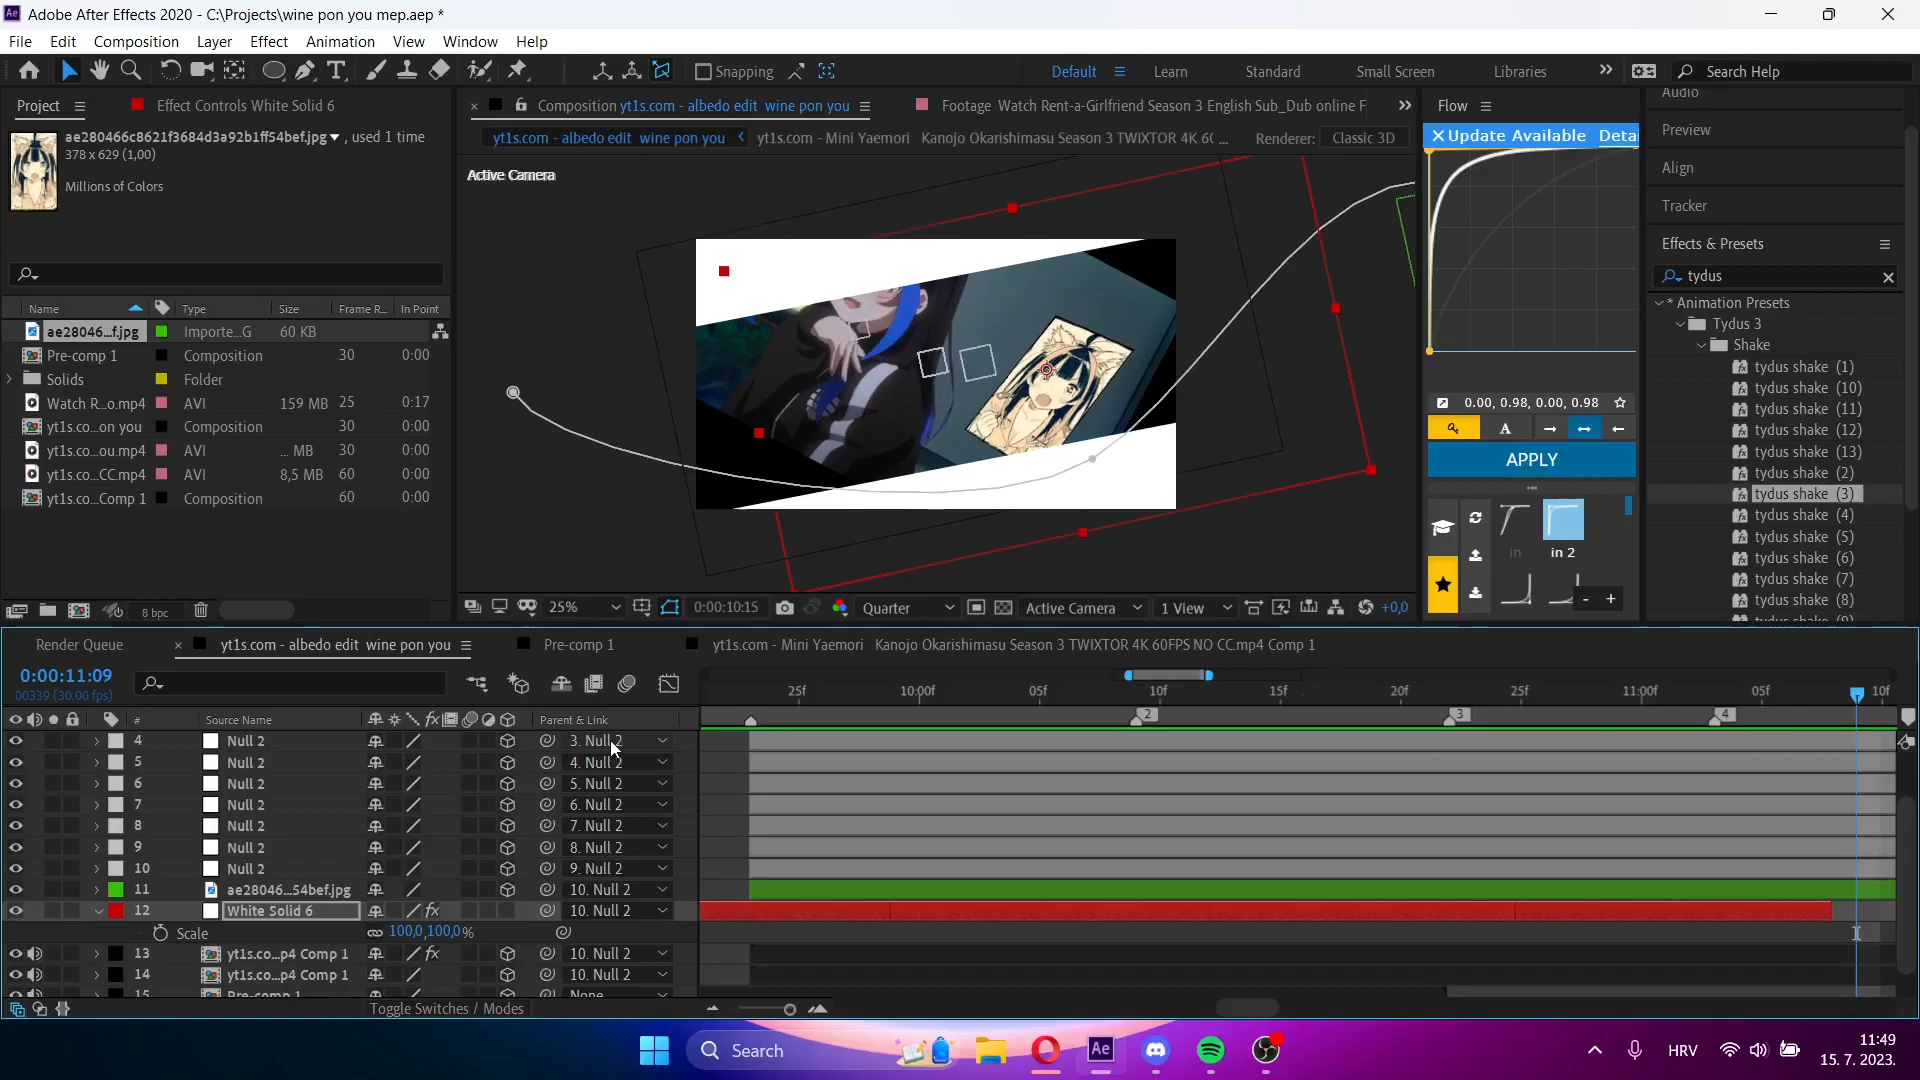 Adobe After Effects 2020 - C:\Projects\wine pon you mep.aep *
File Edit Composition Layer Effect Animation View Window Help
Snapping Default Learn Standard Small Screen Libraries Search Help
Project Effect Controls White Solid 6
Composition yt1s.com - albedo edit wine pon you Footage Watch Rent-a-Girlfriend Season 3 English Sub_Dub online F
Flow Audio
yt1s.com - albedo edit wine pon you yt1s.com - Mini Yaemori Kanojo Okarishimasu Season 3 TWIXTOR 4K 6( ... Renderer: Classic 3D
ae280466c8621f3684d3a92b1ff54bef.jpg , used 1 time
378 x 629 (1,00)
Millions of Colors
Active Camera
Update Available Detai
Preview
Align
Tracker
Effects & Presets
tydus
* Animation Presets
Tydus 3
Shake
tydus shake (1)
tydus shake (10)
tydus shake (11)
tydus shake (12)
tydus shake (13)
tydus shake (2)
tydus shake (3)
tydus shake (4)
tydus shake (5)
tydus shake (6)
tydus shake (7)
tydus shake (8)
Name Type Size Frame R... In Point
ae28046...f.jpg Importe...G 60 KB
Pre-comp 1 Composition 30 0:00
Solids Folder
Watch R...o.mp4 AVI 159 MB 25 0:17
yt1s.co...on you Composition 30 0:00
yt1s.co...ou.mp4 AVI ... MB 30 0:00
yt1s.co...CC.mp4 AVI 8,5 MB 60 0:00
yt1s.co...Comp 1 Composition 60 0:00
8 bpc
0.00, 0.98, 0.00, 0.98
A
APPLY
in in 2
- +
25% 0:00:10:15 Quarter Active Camera 1 View +0,0
Render Queue yt1s.com - albedo edit wine pon you Pre-comp 1 yt1s.com - Mini Yaemori Kanojo Okarishimasu Season 3 TWIXTOR 4K 60FPS NO CC.mp4 Comp 1
0:00:11:09
00339 (30.00 fps)
25f 10:00f 05f 10f 15f 20f 25f 11:00f 05f 10f
# Source Name Parent & Link
2 3 4
4 Null 2 3. Null 2
5 Null 2 4. Null 2
6 Null 2 5. Null 2
7 Null 2 6. Null 2
8 Null 2 7. Null 2
9 Null 2 8. Null 2
10 Null 2 9. Null 2
11 ae28046...54bef.jpg 10. Null 2
12 White Solid 6 10. Null 2
Scale 100,0,100,0%
13 yt1s.co...p4 Comp 1 10. Null 2
14 yt1s.co...p4 Comp 1 10. Null 2
15 Pre-comp 1 None
Toggle Switches / Modes
Search
HRV
11:49
15. 7. 2023.